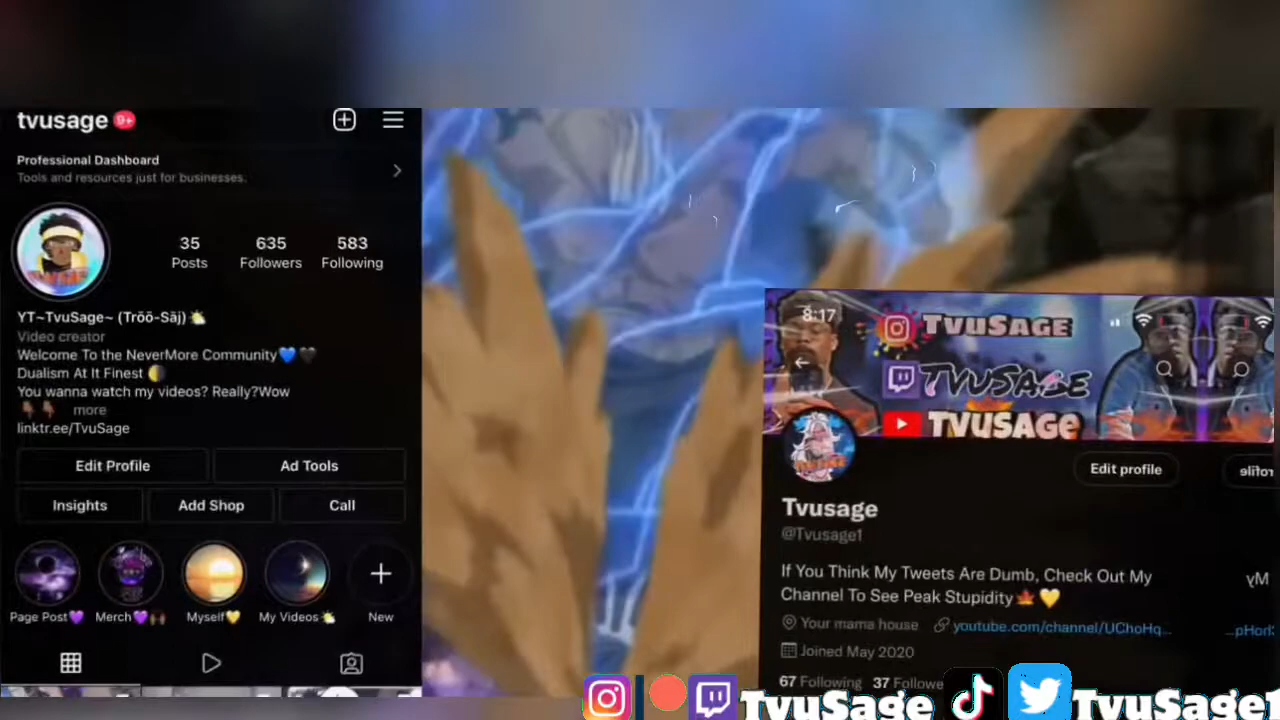 tvusage 9+
Professional Dashboard
Tools and resources just for businesses.
35 635 583
Posts Followers Following
YT~TvuSage~ (Trōō-Sāj)⛅
Video creator
Welcome To the NeverMore Community💙🖤
Dualism At It Finest 🌗
You wanna watch my videos? Really?Wow
👇🏾👇🏾 more
linktr.ee/TvuSage
Edit Profile Ad Tools
Insights Add Shop Call
Page Post💜 Merch💜🙌🏾 Myself💛 My Videos⛅ New
8:17
TvuSage
TvuSage
TvuSage
Edit profile
Tvusage
@Tvusage1
If You Think My Tweets Are Dumb, Check Out My
Channel To See Peak Stupidity🍁💛
Your mama house youtube.com/channel/UChoHq...
Joined May 2020
67 Following 37 Followe
TvuSage TvuSage1